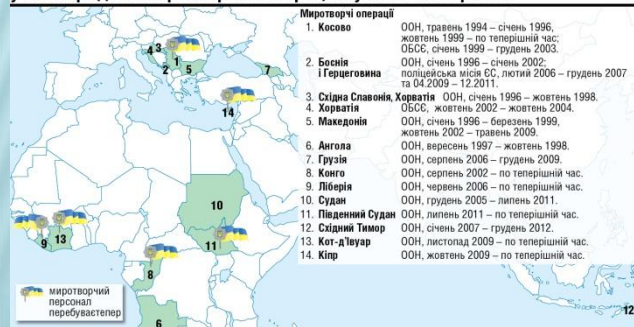 Миротворчі операції
1. Косово ООН, травень 1994 – січень 1996,
жовтень 1999 – по теперішній час;
ОБСЄ, січень 1999 – грудень 2003.
2. Боснія ООН, січень 1996 – січень 2002;
і Герцеговина поліцейська місія ЄС, лютий 2006 – грудень 2007
та 04.2009 – 12.2011.
3. Східна Славонія, Хорватія ООН, січень 1996 – жовтень 1998.
4. Хорватія ОБСЄ, жовтень 2002 – жовтень 2004.
5. Македонія ООН, січень 1996 – березень 1999,
жовтень 2002 – травень 2009.
6. Ангола ООН, вересень 1997 – жовтень 1998.
7. Грузія ООН, серпень 2006 – грудень 2009.
8. Конго ООН, серпень 2002 – по теперішній час.
9. Ліберія ООН, червень 2006 – по теперішній час.
10. Судан ООН, грудень 2005 – липень 2011.
11. Південний Судан ООН, липень 2011 – по теперішній час.
12. Східний Тимор ООН, січень 2007 – грудень 2012.
13. Кот-д'Івуар ООН, листопад 2009 – по теперішній час.
14. Кіпр ООН, жовтень 2009 – по теперішній час.
4 3
1
2 5
7
14
10
11
9 13
8
6
12
миротворчий
персонал
перебуваєтепер